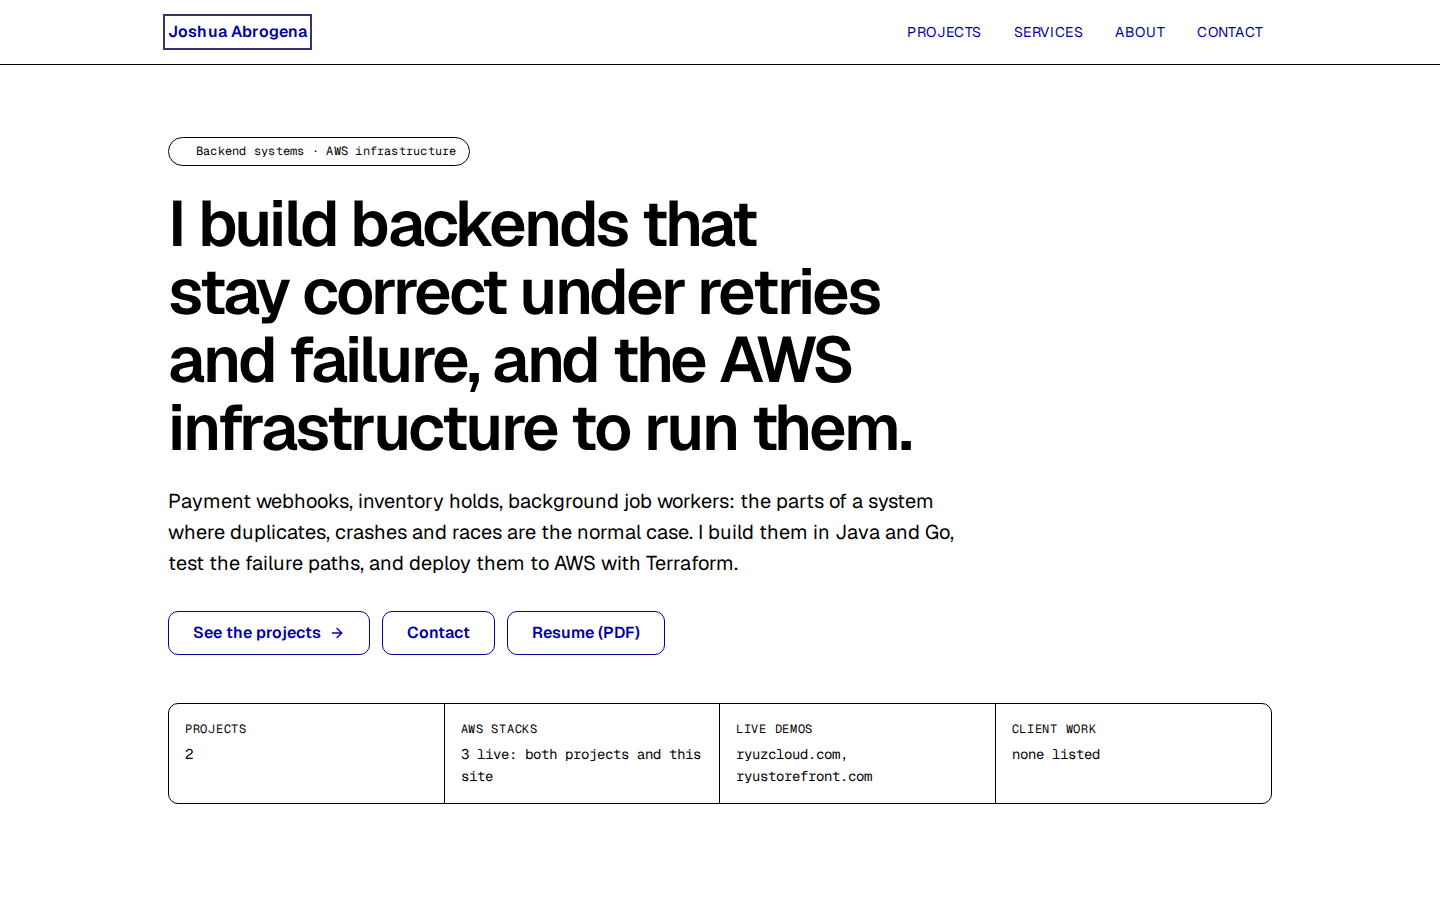 Joshua Abrogena
PROJECTS SERVICES ABOUT CONTACT
Backend systems · AWS infrastructure
I build backends that
stay correct under retries
and failure, and the AWS
infrastructure to run them.
Payment webhooks, inventory holds, background job workers: the parts of a system
where duplicates, crashes and races are the normal case. I build them in Java and Go,
test the failure paths, and deploy them to AWS with Terraform.
See the projects →
Contact
Resume (PDF)
PROJECTS
2
AWS STACKS
3 live: both projects and this
site
LIVE DEMOS
ryuzcloud.com,
ryustorefront.com
CLIENT WORK
none listed